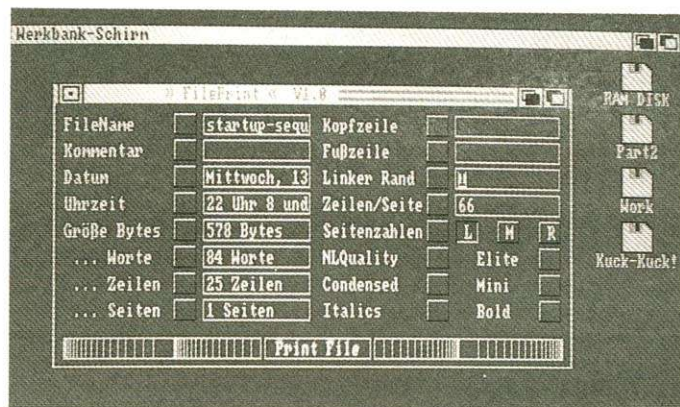 Werkbank-Schirm
» FilePrint « V1.0
RAM DISK
Part2
Work
Kuck-Kuck!
FileName startup-sequ Kopfzeile
Kommentar Fußzeile
Datum Mittwoch, 13 Linker Rand
Uhrzeit 22 Uhr 8 und Zeilen/Seite 66
Größe Bytes 578 Bytes Seitenzahlen L M R
... Worte 84 Worte NLQuality Elite
... Zeilen 25 Zeilen Condensed Mini
... Seiten 1 Seiten Italics Bold
Print File